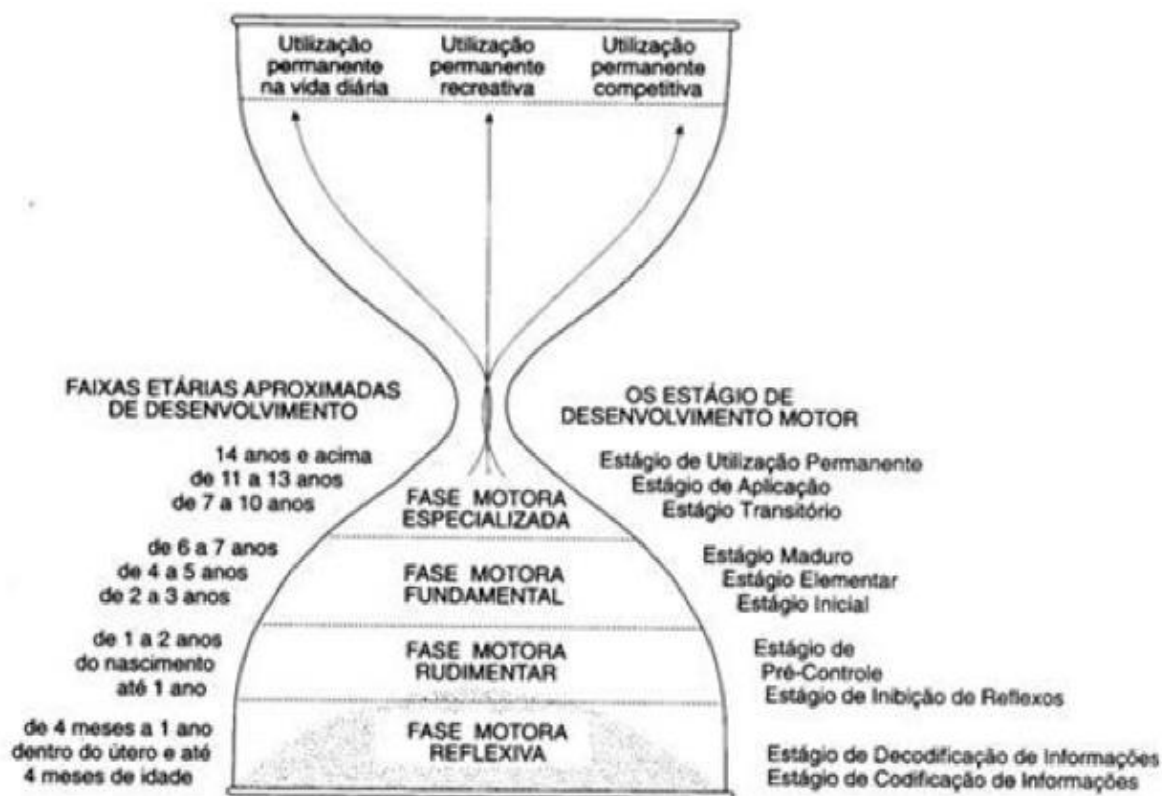 Utilização
permanente
na vida diária
Utilização
permanente
recreativa
Utilização
permanente
competitiva
FAIXAS ETÁRIAS APROXIMADAS
DE DESENVOLVIMENTO
OS ESTÁGIO DE
DESENVOLVIMENTO MOTOR
14 anos e acima
de 11 a 13 anos
de 7 a 10 anos
FASE MOTORA
ESPECIALIZADA
Estágio de Utilização Permanente
Estágio de Aplicação
Estágio Transitório
de 6 a 7 anos
de 4 a 5 anos
de 2 a 3 anos
FASE MOTORA
FUNDAMENTAL
Estágio Maduro
Estágio Elementar
Estágio Inicial
de 1 a 2 anos
do nascimento
até 1 ano
FASE MOTORA
RUDIMENTAR
Estágio de
Pré-Controle
Estágio de Inibição de Reflexos
de 4 meses a 1 ano
dentro do útero e até
4 meses de idade
FASE MOTORA
REFLEXIVA
Estágio de Decodificação de Informações
Estágio de Codificação de Informações